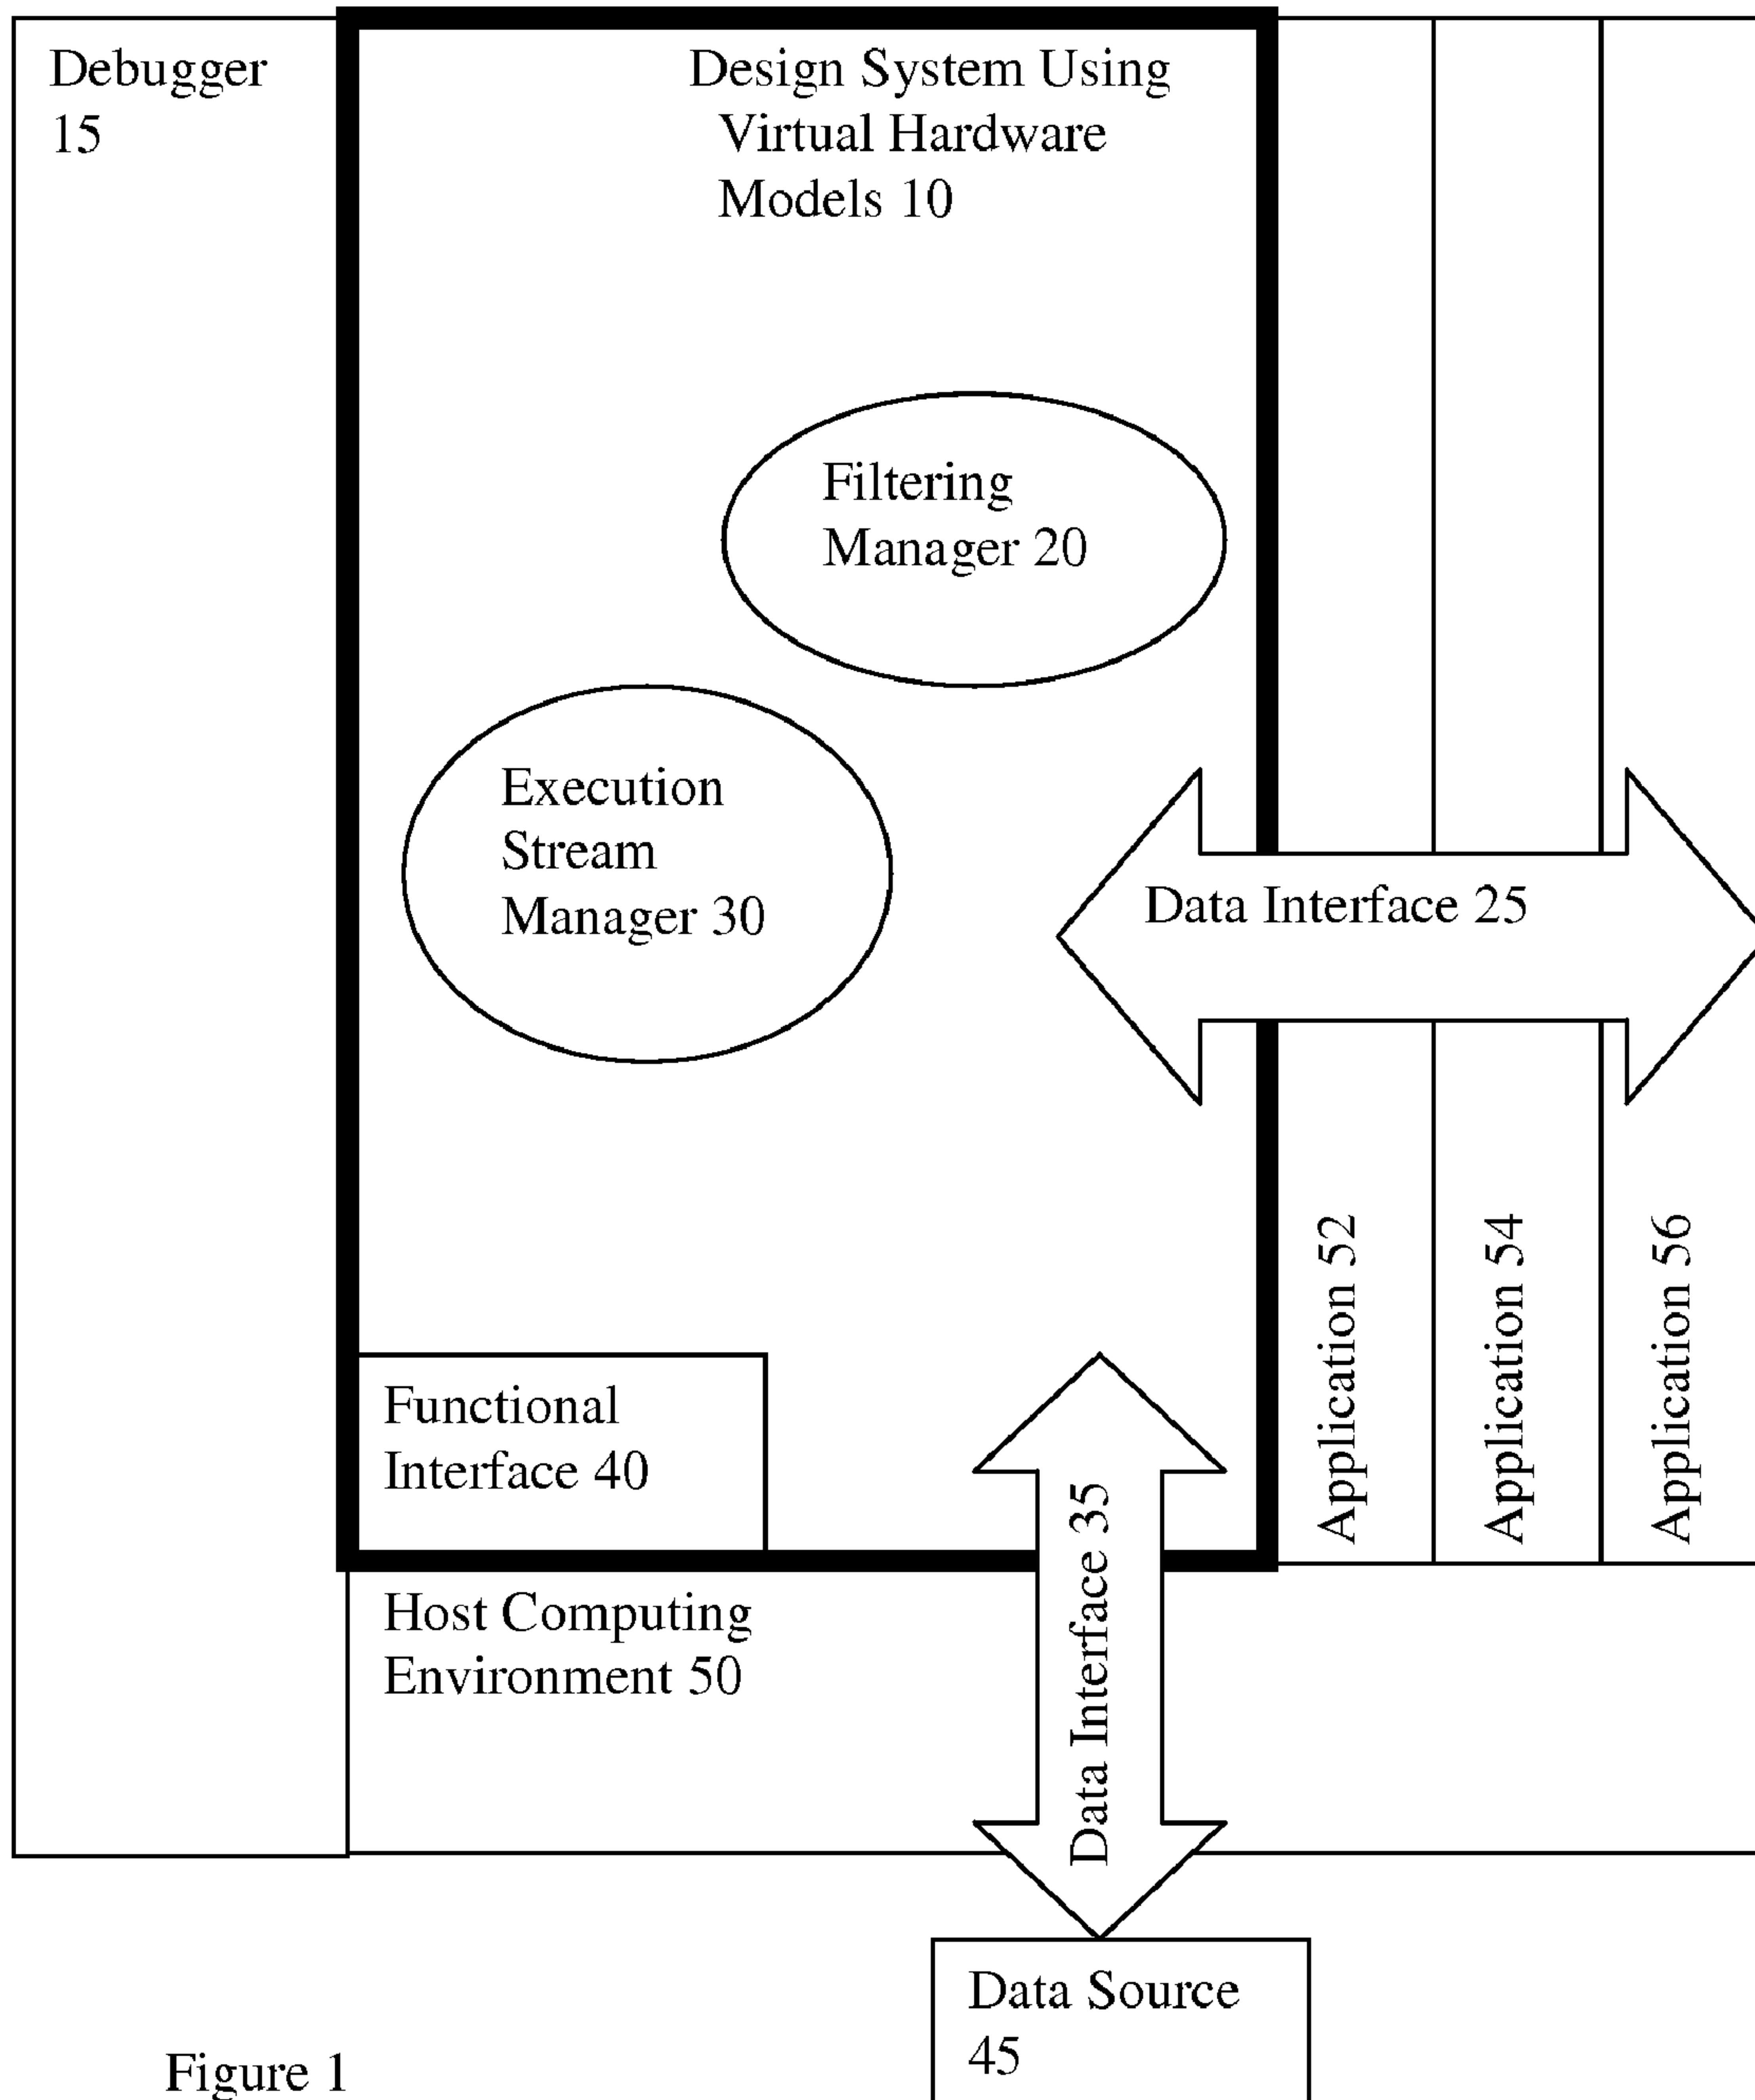 Debugger
15
Design System Using
Virtual Hardware
Models 10
Filtering
Manager 20
Execution
Stream
Manager 30
Data Interface 25
Application 52
Application 54
Application 56
Functional
Interface 40
Data Interface 35
Host Computing
Environment 50
Data Source
45
Figure 1